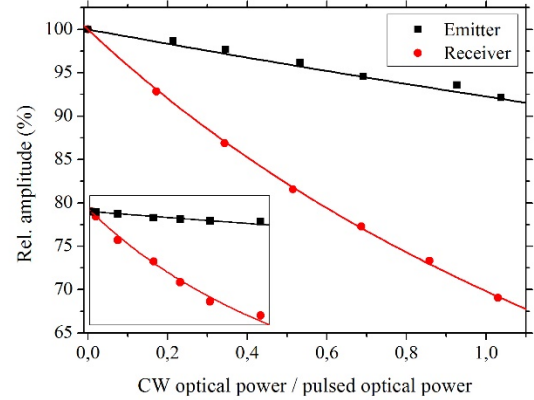 100
95
90
85
80
75
70
65
Rel. amplitude (%)
Emitter
Receiver
0,0 0,2 0,4 0,6 0,8 1,0
CW optical power / pulsed optical power